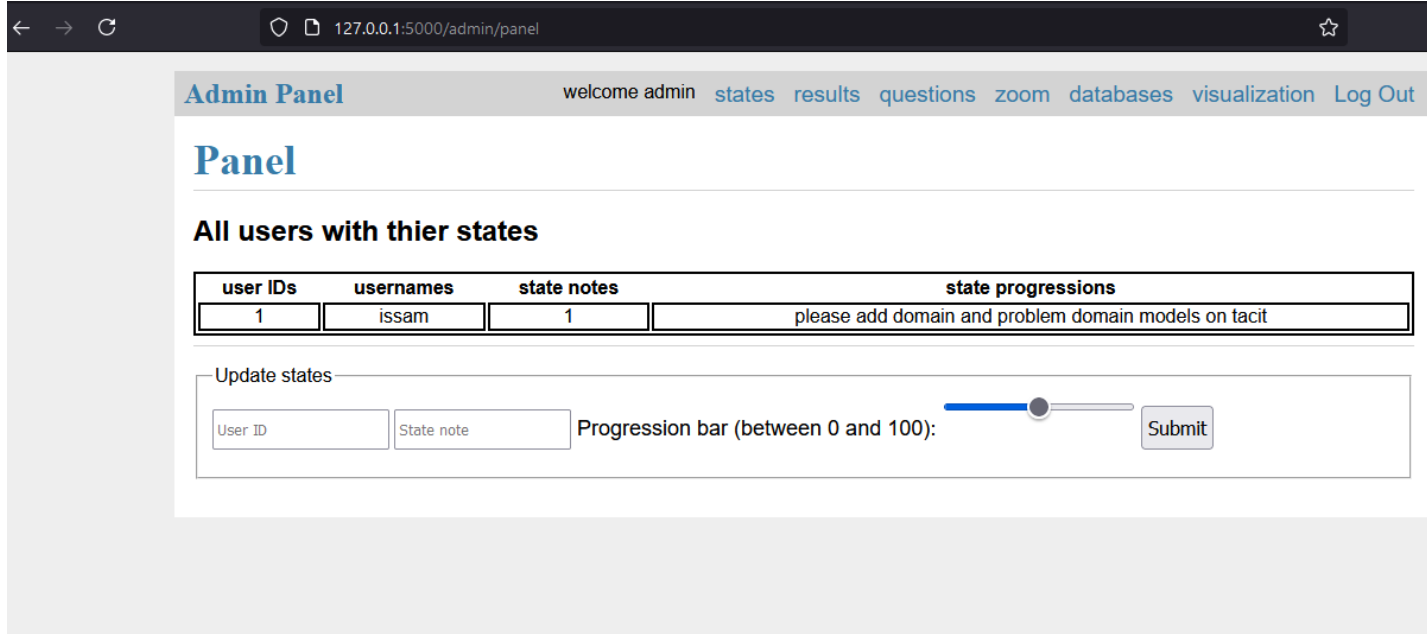 127.0.0.1:5000/admin/panel
Admin Panel welcome admin states results questions zoom databases visualization Log Out
Panel
All users with thier states
user IDs usernames state notes state progressions
1 issam 1 please add domain and problem domain models on tacit
Update states
User ID State note Progression bar (between 0 and 100): Submit